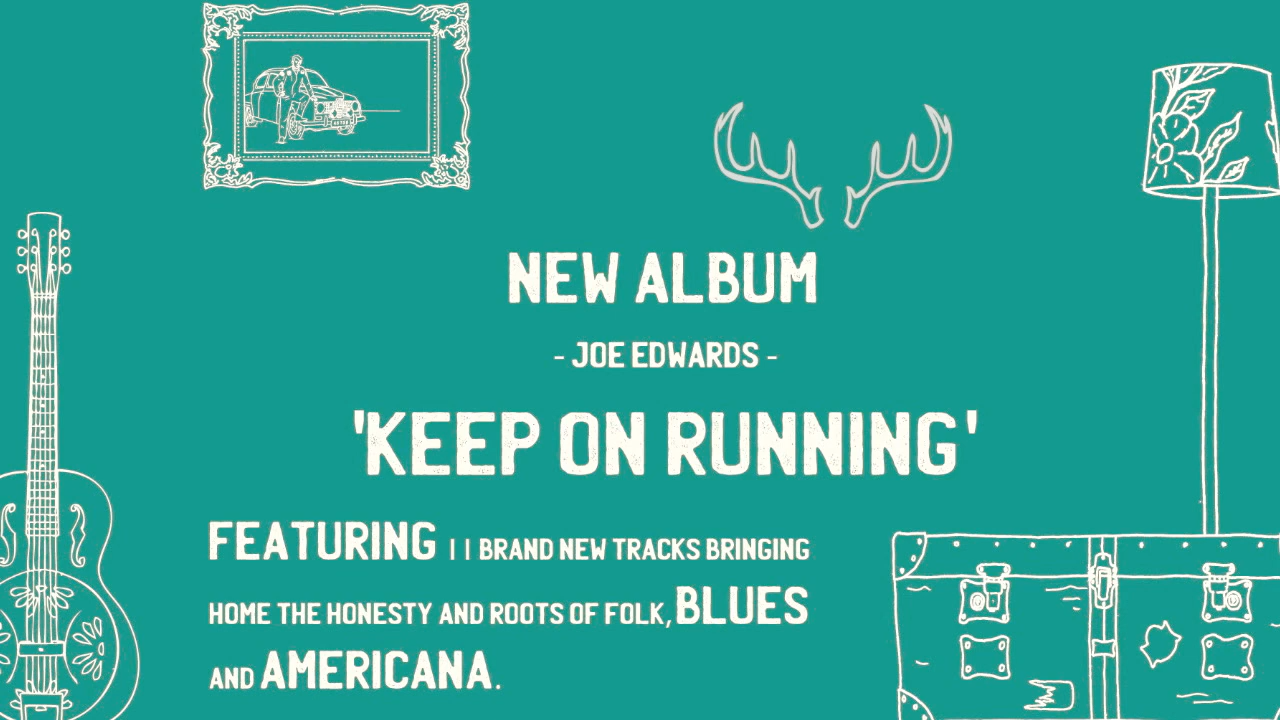 NEW ALBUM
- JOE EDWARDS -
'KEEP ON RUNNING'
FEATURING 11 BRAND NEW TRACKS BRINGING
HOME THE HONESTY AND ROOTS OF FOLK, BLUES
AND AMERICANA.